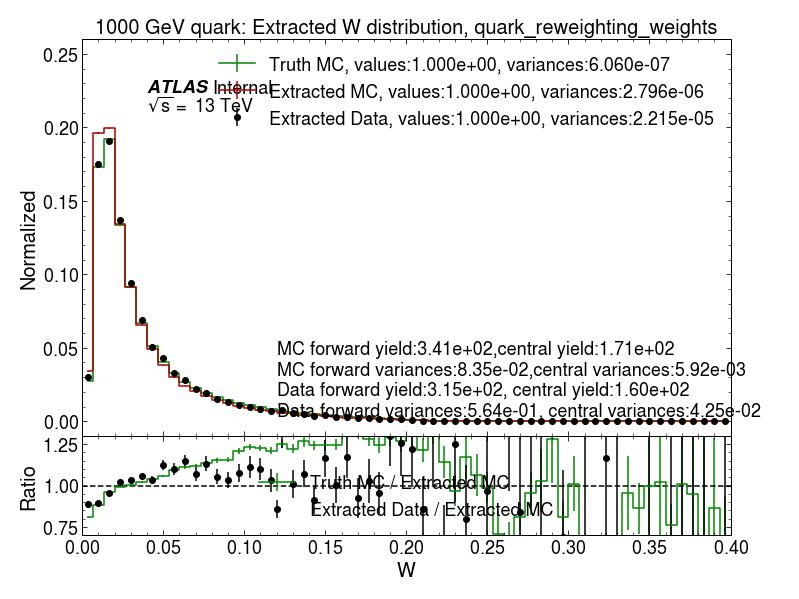 1000 GeV quark: Extracted W distribution, quark_reweighting_weights
Truth MC, values:1.000e+00, variances:6.060e-07
ATLAS Internal
Extracted MC, values:1.000e+00, variances:2.796e-06
√s = 13 TeV
Extracted Data, values:1.000e+00, variances:2.215e-05
0.25
0.20
0.15
0.10
0.05
0.00
Normalized
MC forward yield:3.41e+02,central yield:1.71e+02
MC forward variances:8.35e-02,central variances:5.92e-03
Data forward yield:3.15e+02, central yield:1.60e+02
Data forward variances:5.64e-01, central variances:4.25e-02
1.25
1.00
0.75
Ratio
Truth MC / Extracted MC
Extracted Data / Extracted MC
0.00 0.05 0.10 0.15 0.20 0.25 0.30 0.35 0.40
W